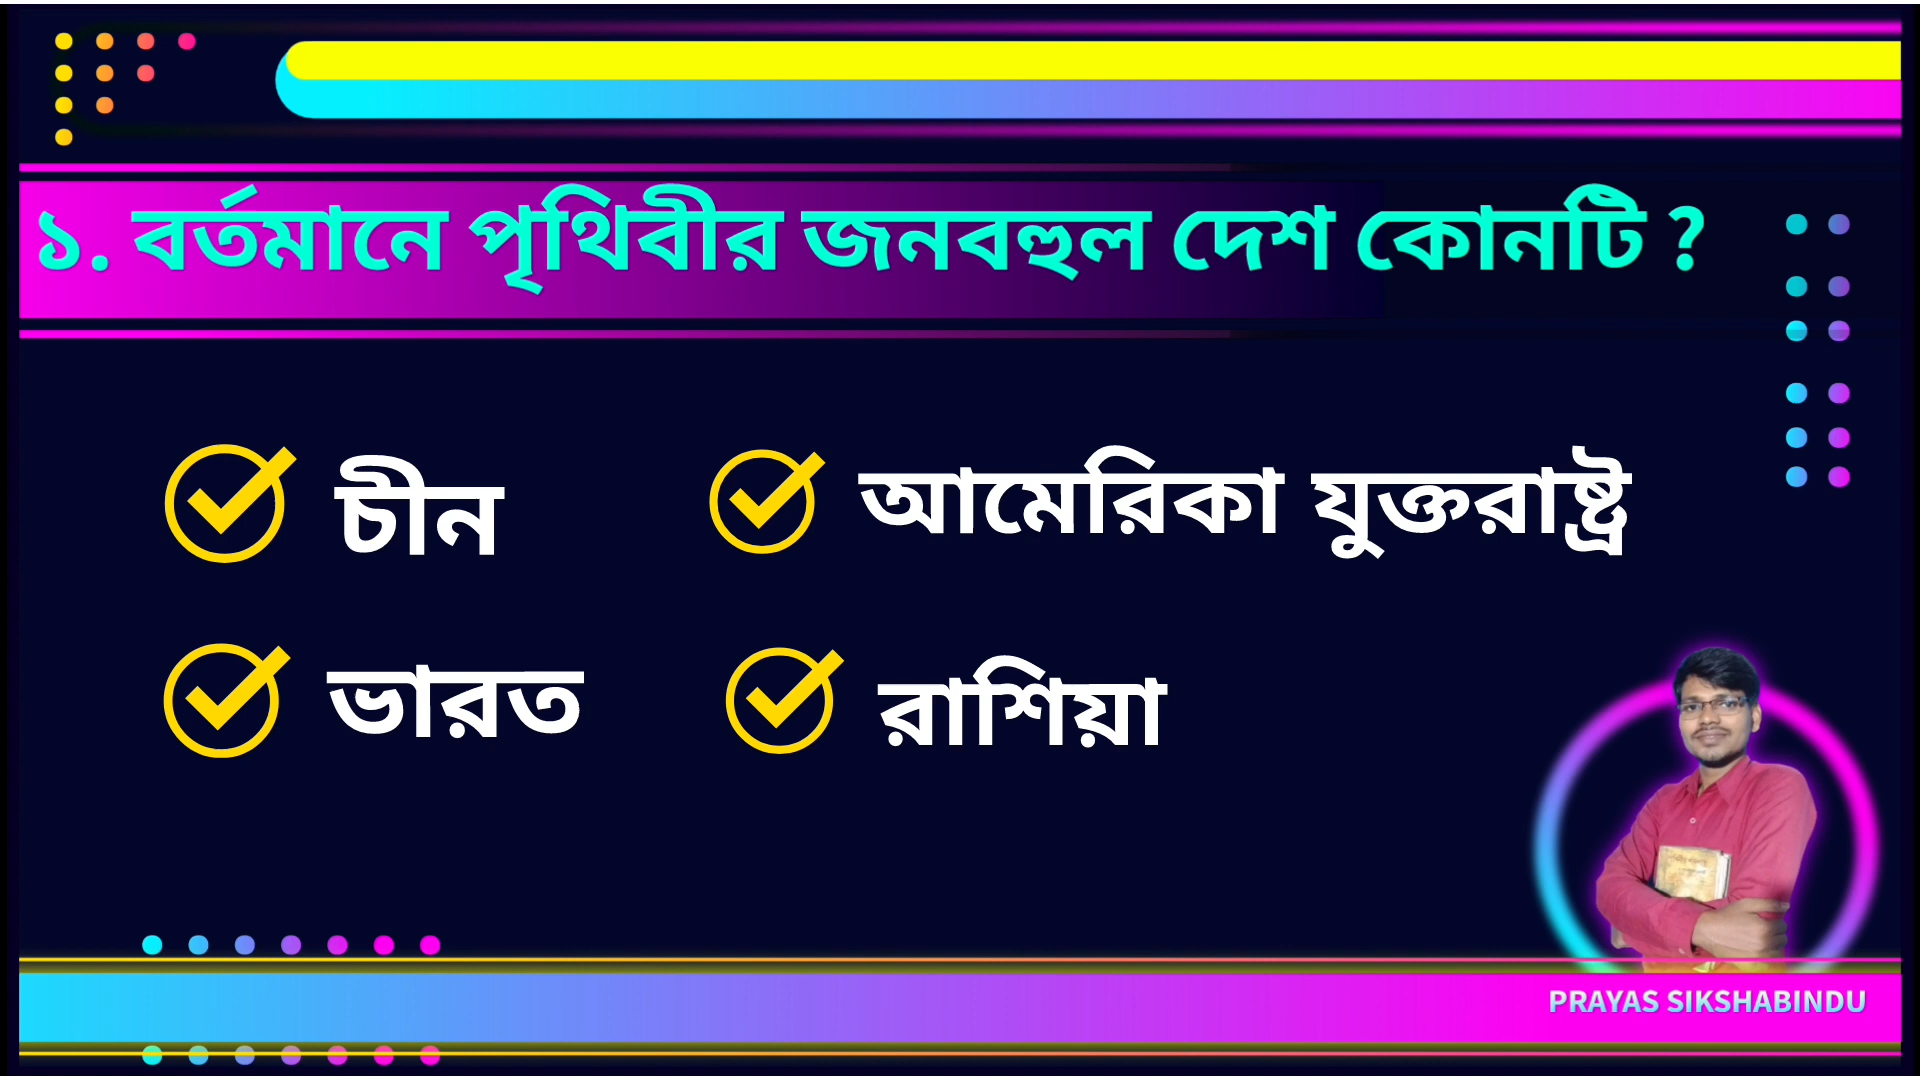 ১. বর্তমানে পৃথিবীর জনবহুল দেশ কোনটি ?
চীন
আমেরিকা যুক্তরাষ্ট্র
ভারত
রাশিয়া
PRAYAS SIKSHABINDU